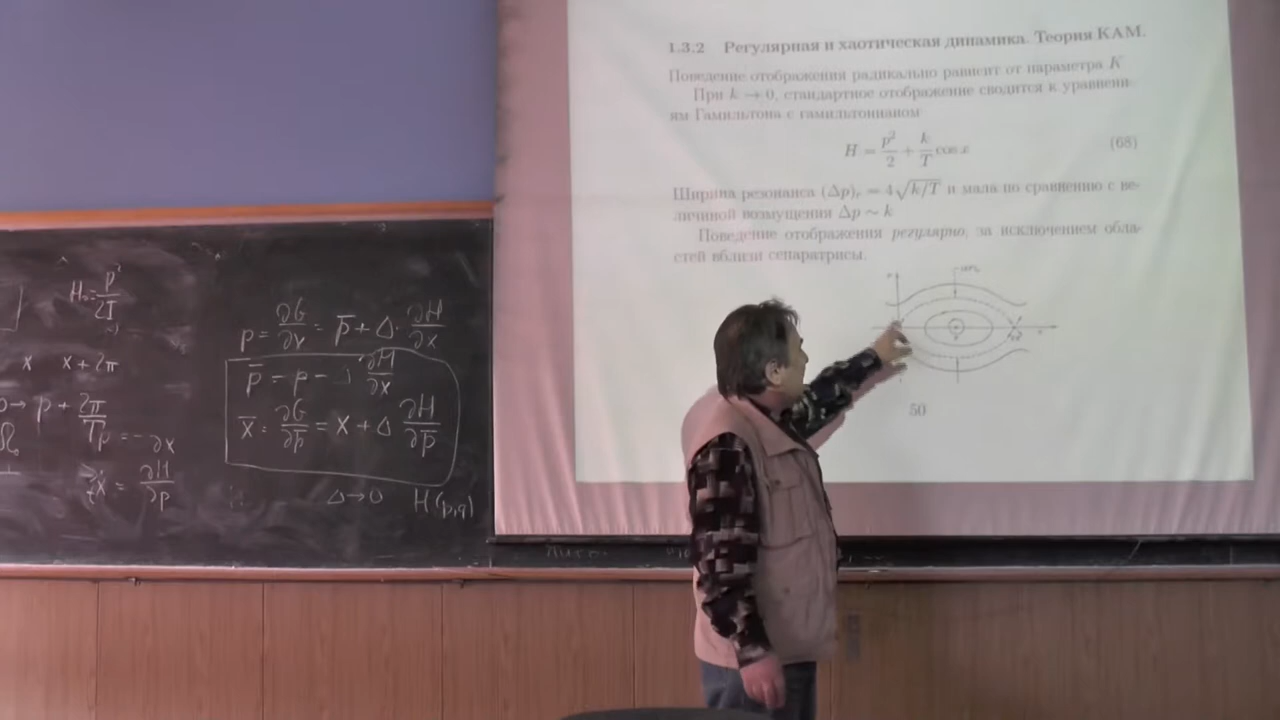 1.3.2 Регулярная и хаотическая динамика. Теория КАМ.
Поведение отображения радикально рависит от параметра K
При k → 0, стандартное отображение сводится к уравнени-
ям Гамильтона с гамильтонианом
H = p²/2 + k/T cos x (68)
Ширина резонанса (Δp)ᵣ = 4√k/T и мала по сравнению с ве-
личиной возмущения Δp ∼ k
Поведение отображения регулярно, за исключением обла-
стей вблизи сепаратрисы.
50
H₀ = p²/2I
x x + 2π
p + 2π/T
p = - ∂x
ẋ = ∂H/∂p
p = ∂G/∂x = p̄ + Δ · ∂H/∂x
p̄ = p - Δ ∂H/∂x
x̄ = ∂G/∂p̄ = x + Δ ∂H/∂p̄
Δ → 0 H(p,q)